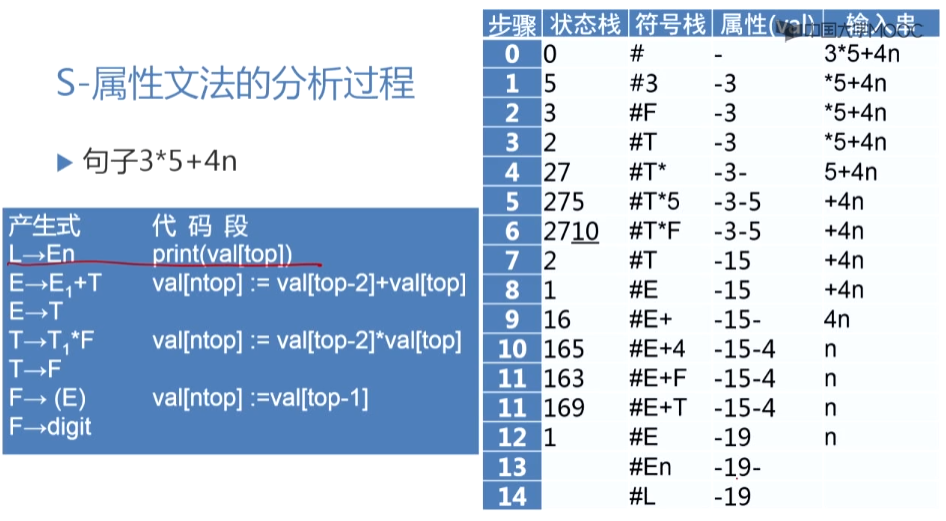 S-属性文法的分析过程
句子3*5+4n
产生式 代 码 段
L→En print(val[top])
E→E₁+T val[ntop] := val[top-2]+val[top]
E→T
T→T₁*F val[ntop] := val[top-2]*val[top]
T→F
F→ (E) val[ntop] :=val[top-1]
F→digit
步骤 状态栈 符号栈 属性(val) 输入串
中国大学MOOC
0 0 # - 3*5+4n
1 5 #3 -3 *5+4n
2 3 #F -3 *5+4n
3 2 #T -3 *5+4n
4 27 #T* -3- 5+4n
5 275 #T*5 -3-5 +4n
6 2710 #T*F -3-5 +4n
7 2 #T -15 +4n
8 1 #E -15 +4n
9 16 #E+ -15- 4n
10 165 #E+4 -15-4 n
11 163 #E+F -15-4 n
11 169 #E+T -15-4 n
12 1 #E -19 n
13 #En -19-
14 #L -19